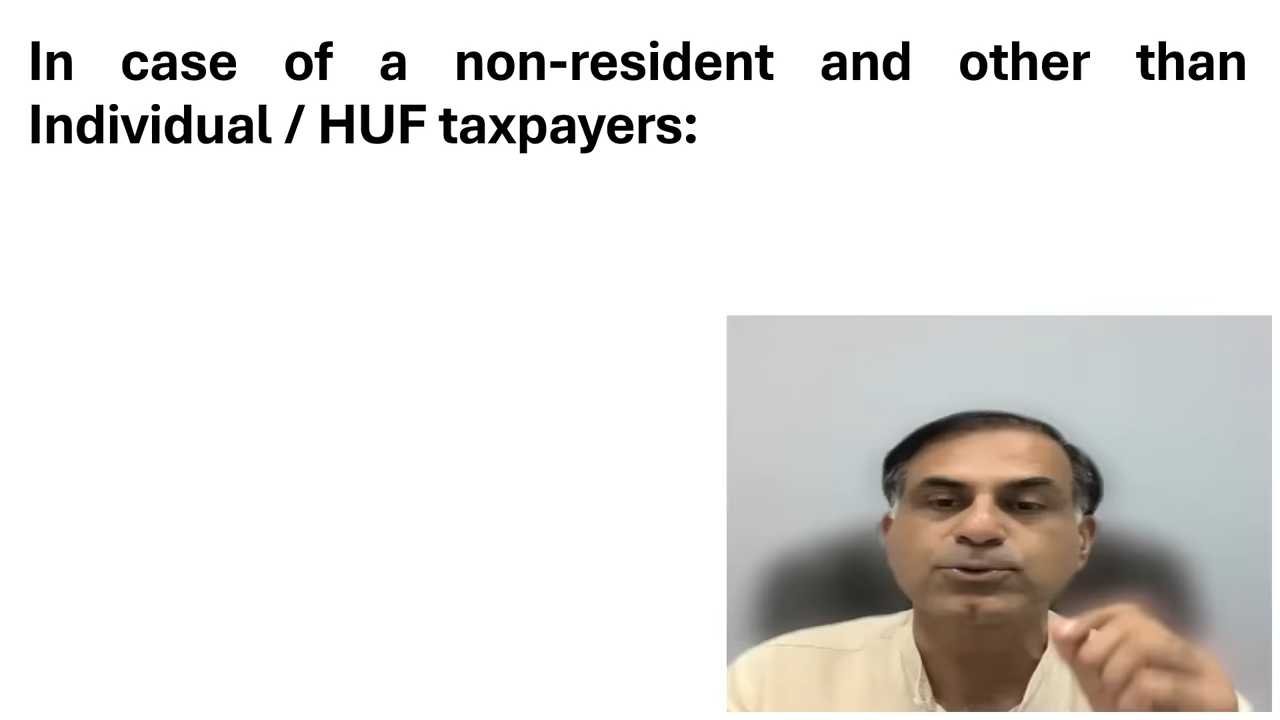 In case of a non-resident and other than
Individual / HUF taxpayers: